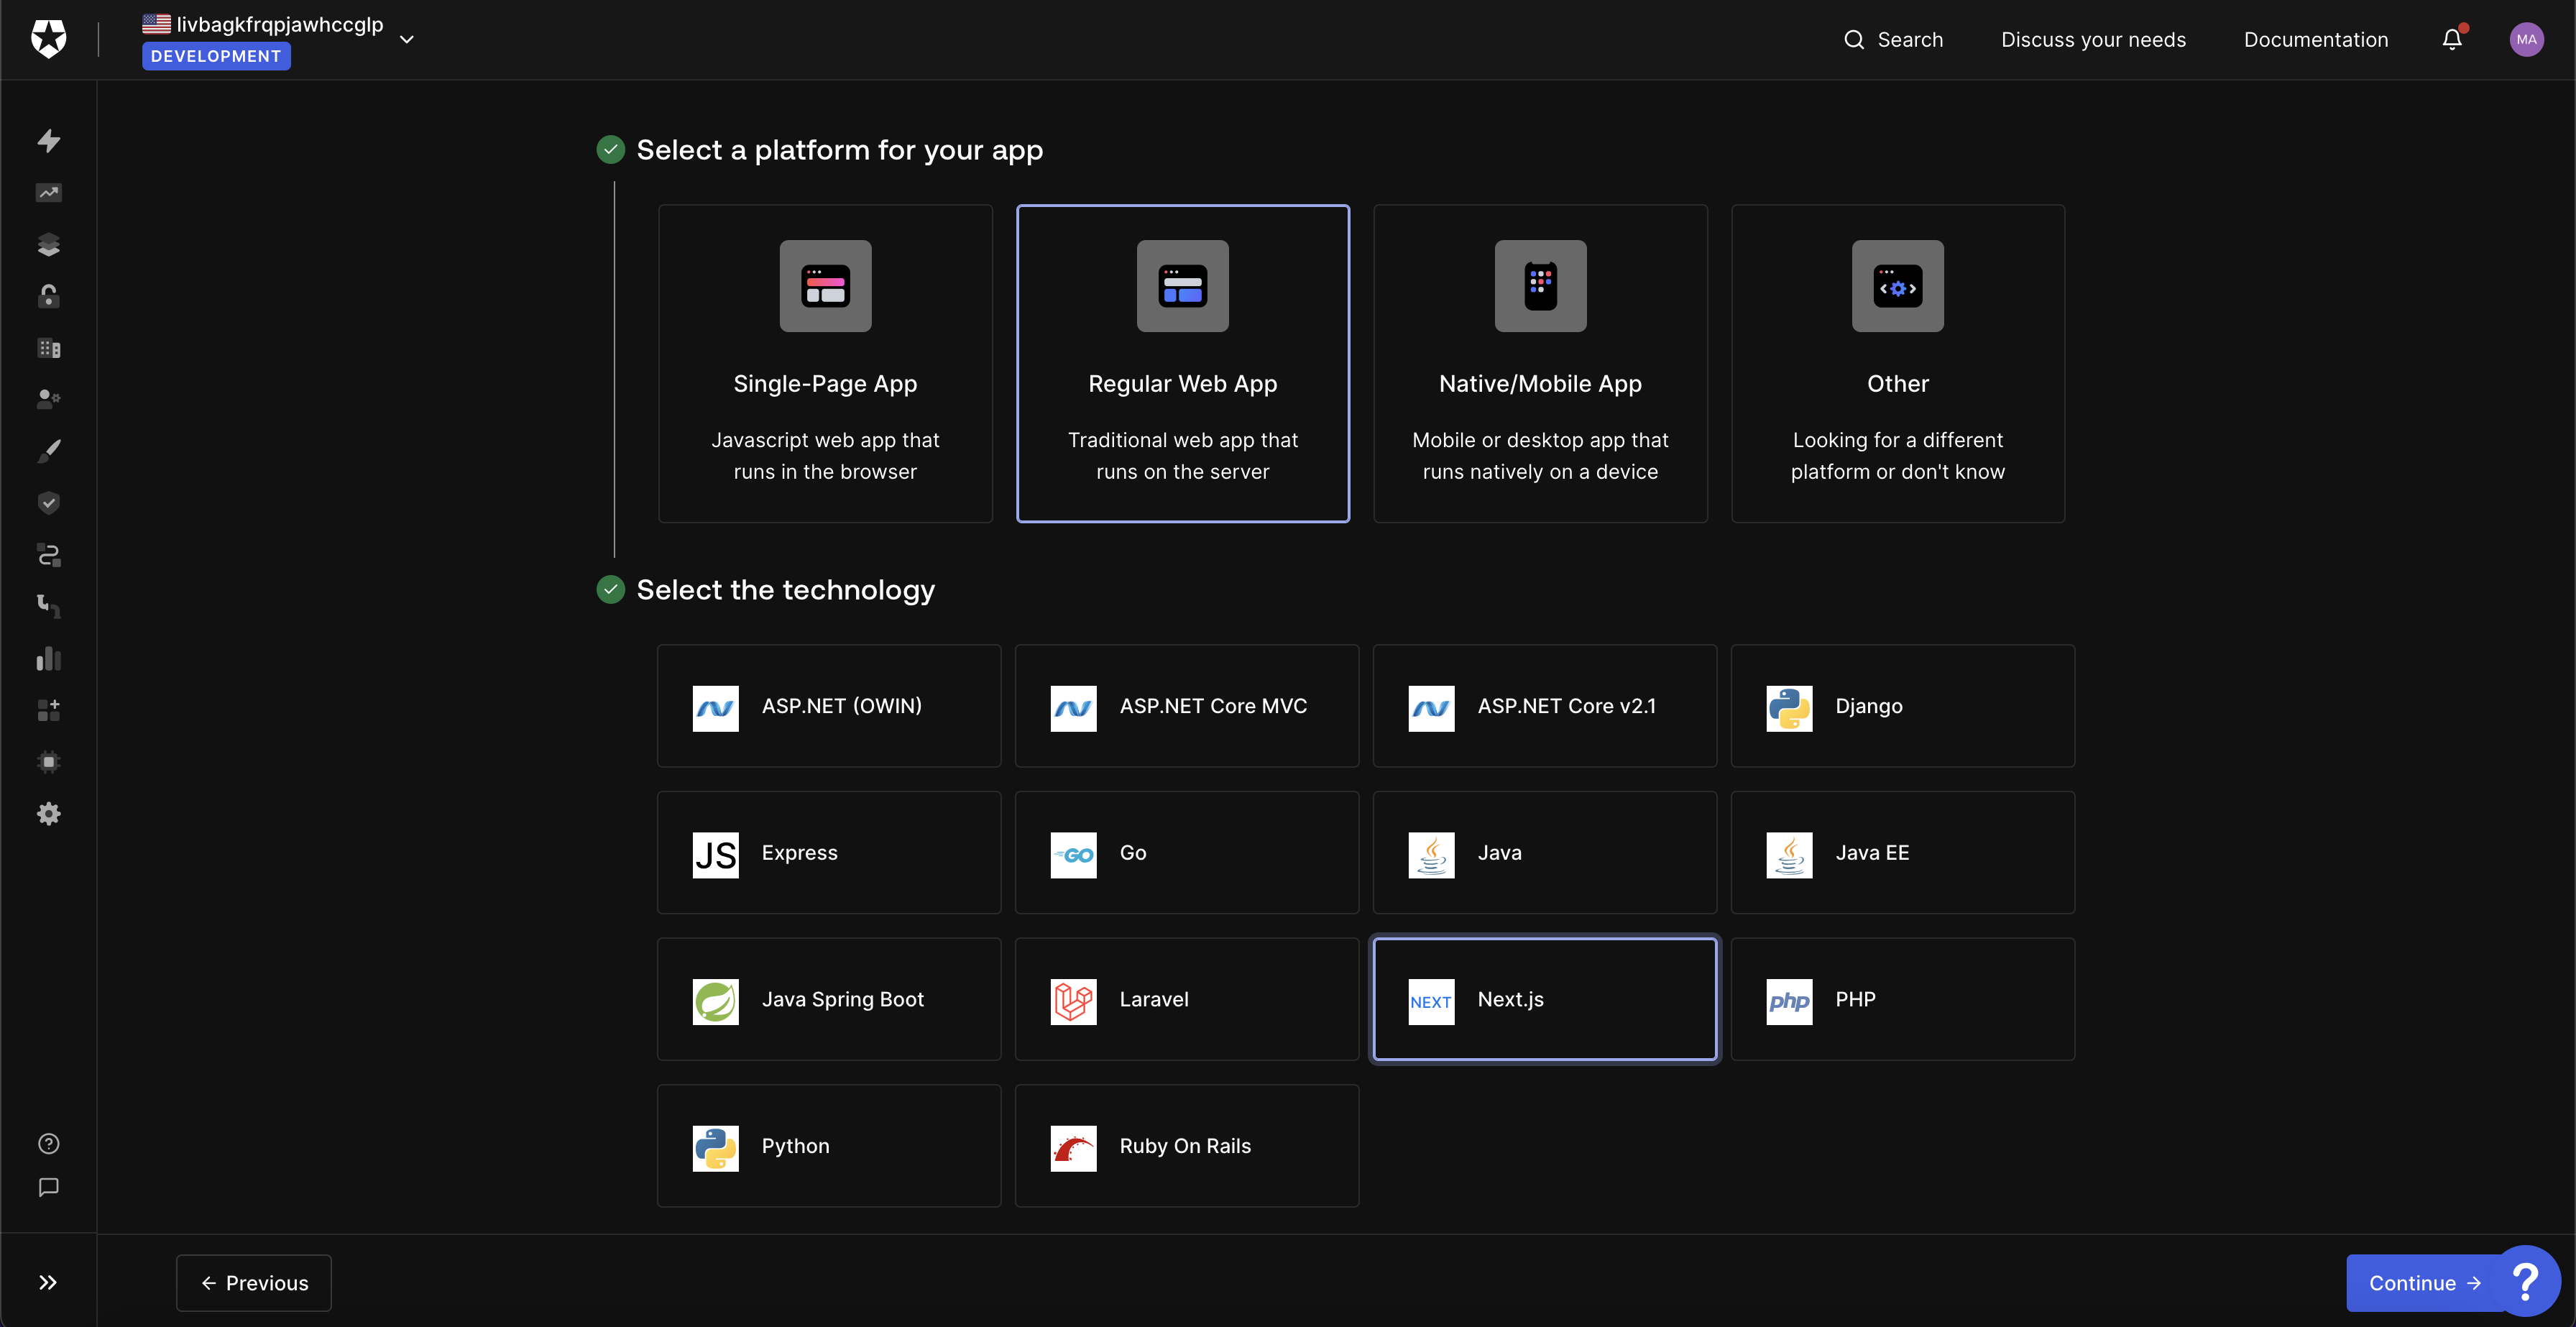 livbagkfrqpjawhccglp
DEVELOPMENT
Search
Discuss your needs
Documentation
MA
Select a platform for your app
Single-Page App
Javascript web app that
runs in the browser
Regular Web App
Traditional web app that
runs on the server
Native/Mobile App
Mobile or desktop app that
runs natively on a device
Other
Looking for a different
platform or don't know
Select the technology
ASP.NET (OWIN)
ASP.NET Core MVC
ASP.NET Core v2.1
Django
JS Express
GO Go
Java
Java EE
Java Spring Boot
Laravel
NEXT Next.js
php PHP
Python
Ruby On Rails
← Previous
Continue →
?